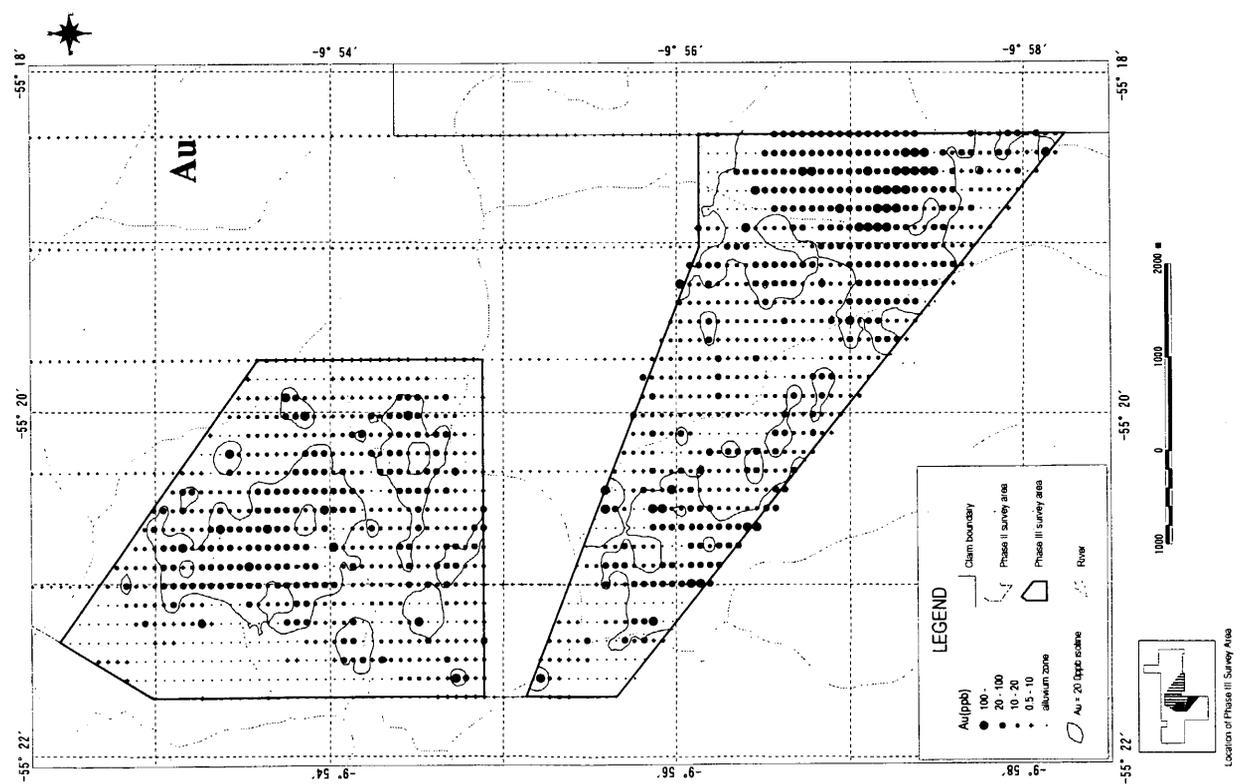 Au
-9° 54′
-9° 56′
-9° 58′
-55° 18′
-55° 18′
-55° 20′
-55° 20′
-55° 22′
-55° 22′
-9° 54′
-9° 56′
-9° 58′
LEGEND
Au(ppb)
100 -
20 - 100
10 - 20
0.5 - 10
alluvium zone
Au = 20 0ppb isoline
Claim boundary
Phase II survey area
Phase III survey area
River
1000 0 1000 2000 m
Location of Phase III Survey Area